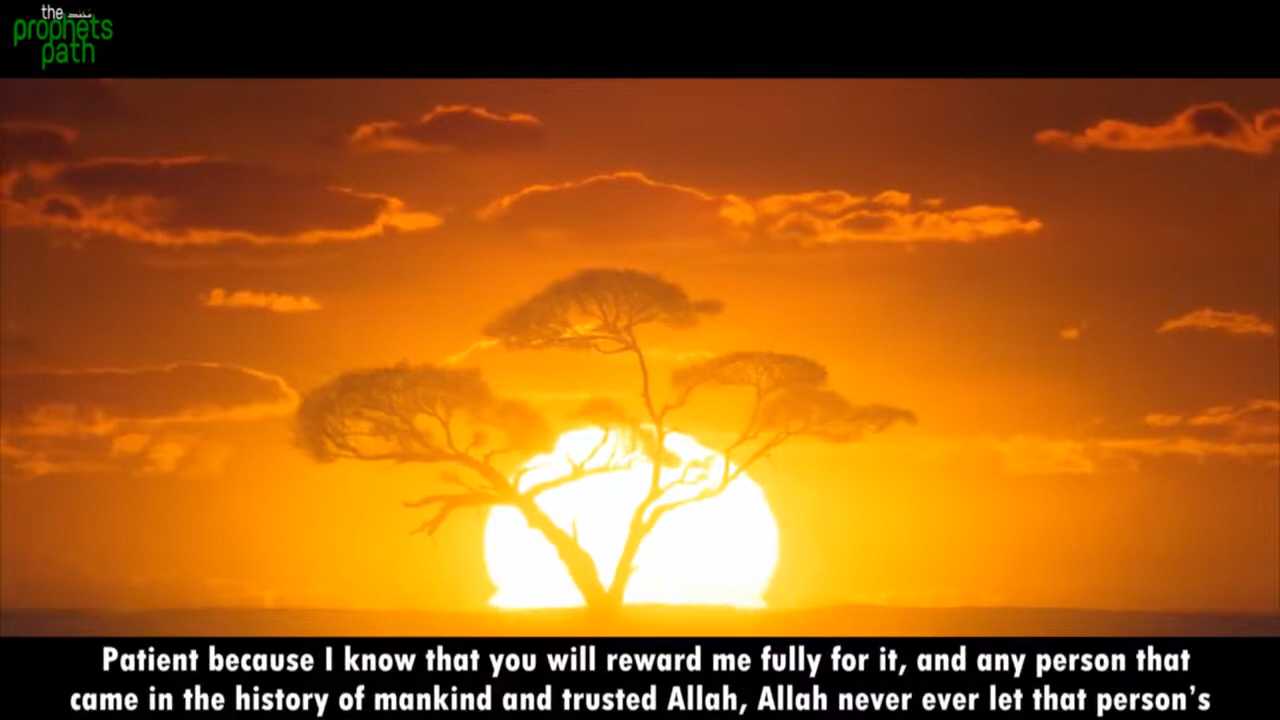 the
prophets
path
Patient because I know that you will reward me fully for it, and any person that
came in the history of mankind and trusted Allah, Allah never ever let that person's